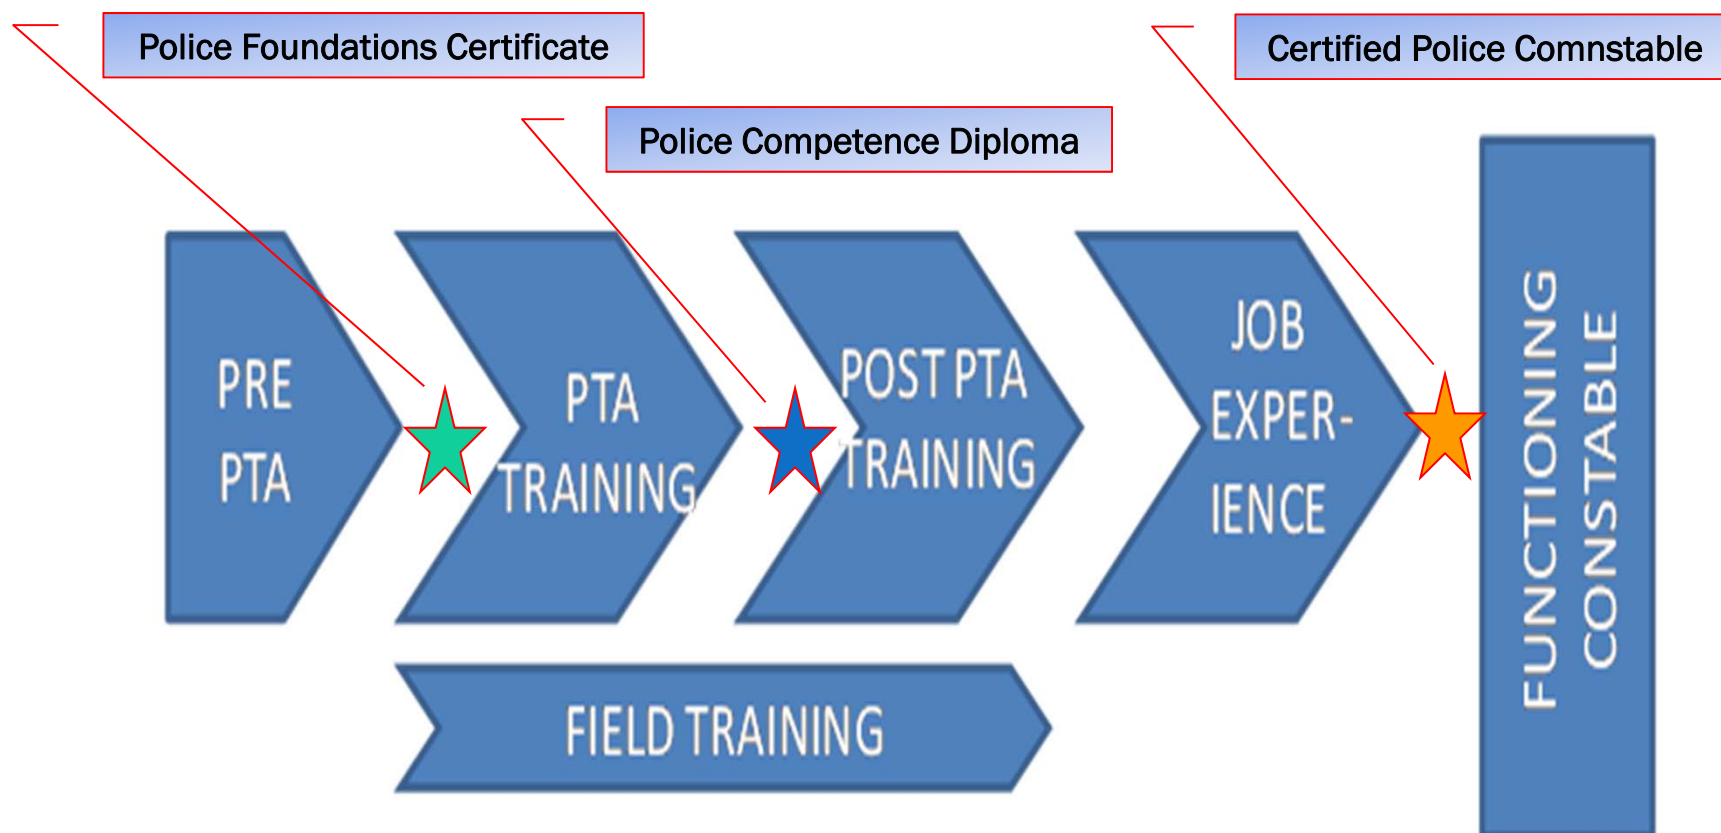 Police Foundations Certificate
Certified Police Comnstable
Police Competence Diploma
PRE
PTA
PTA
TRAINING
POST PTA
TRAINING
JOB
EXPER-
IENCE
FUNCTIONING
CONSTABLE
FIELD TRAINING